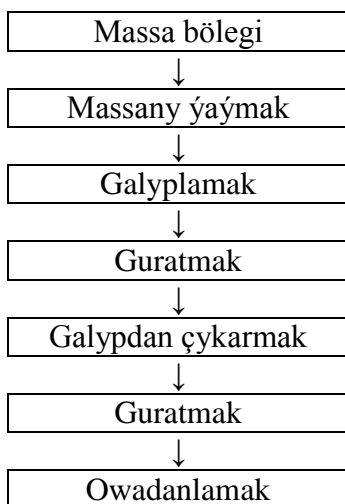 Massa bölegi
↓
Massany ýaýmak
↓
Galyplamak
↓
Guratmak
↓
Galypdan çykarmak
↓
Guratmak
↓
Owadanlamak